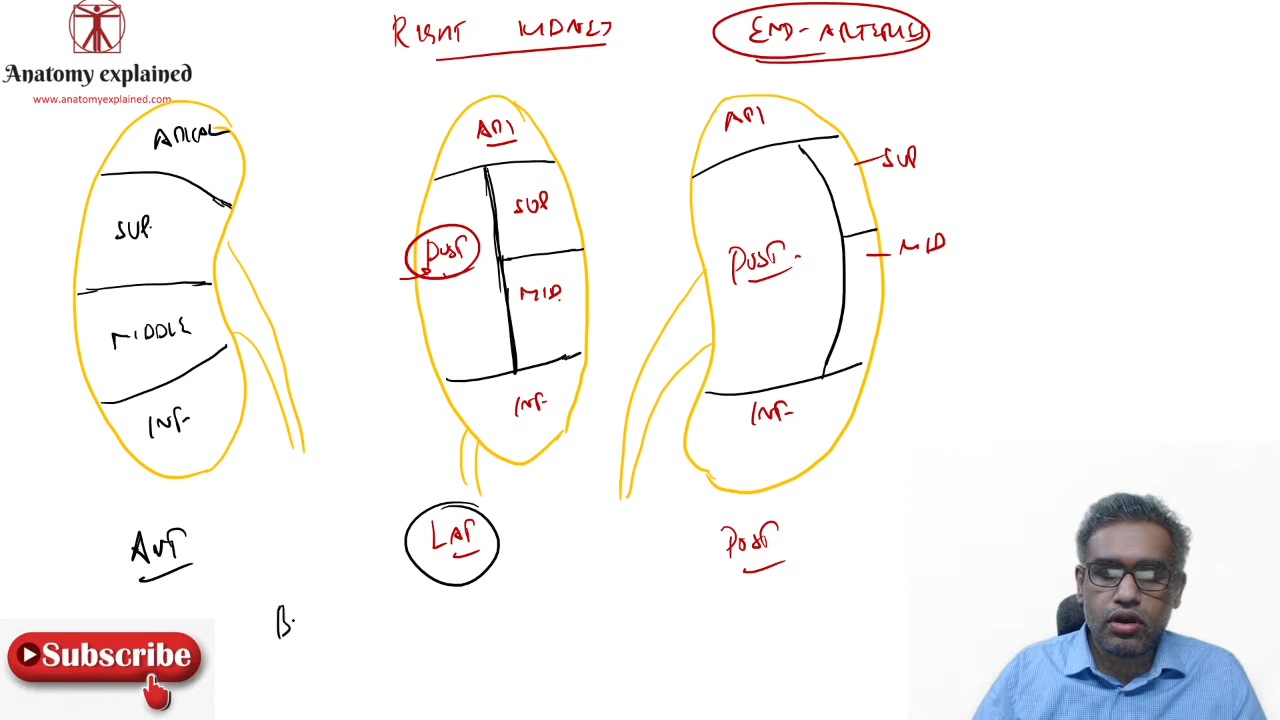 Anatomy explained
www.anatomyexplained.com
RIGHT KIDNEY
END-ARTERIES
APICAL
SUP.
MIDDLE
INF
ANT
API
SUP
POST
MID.
INF
LAT
API
SUP
POST.
MID
INF
POST
B.
Subscribe